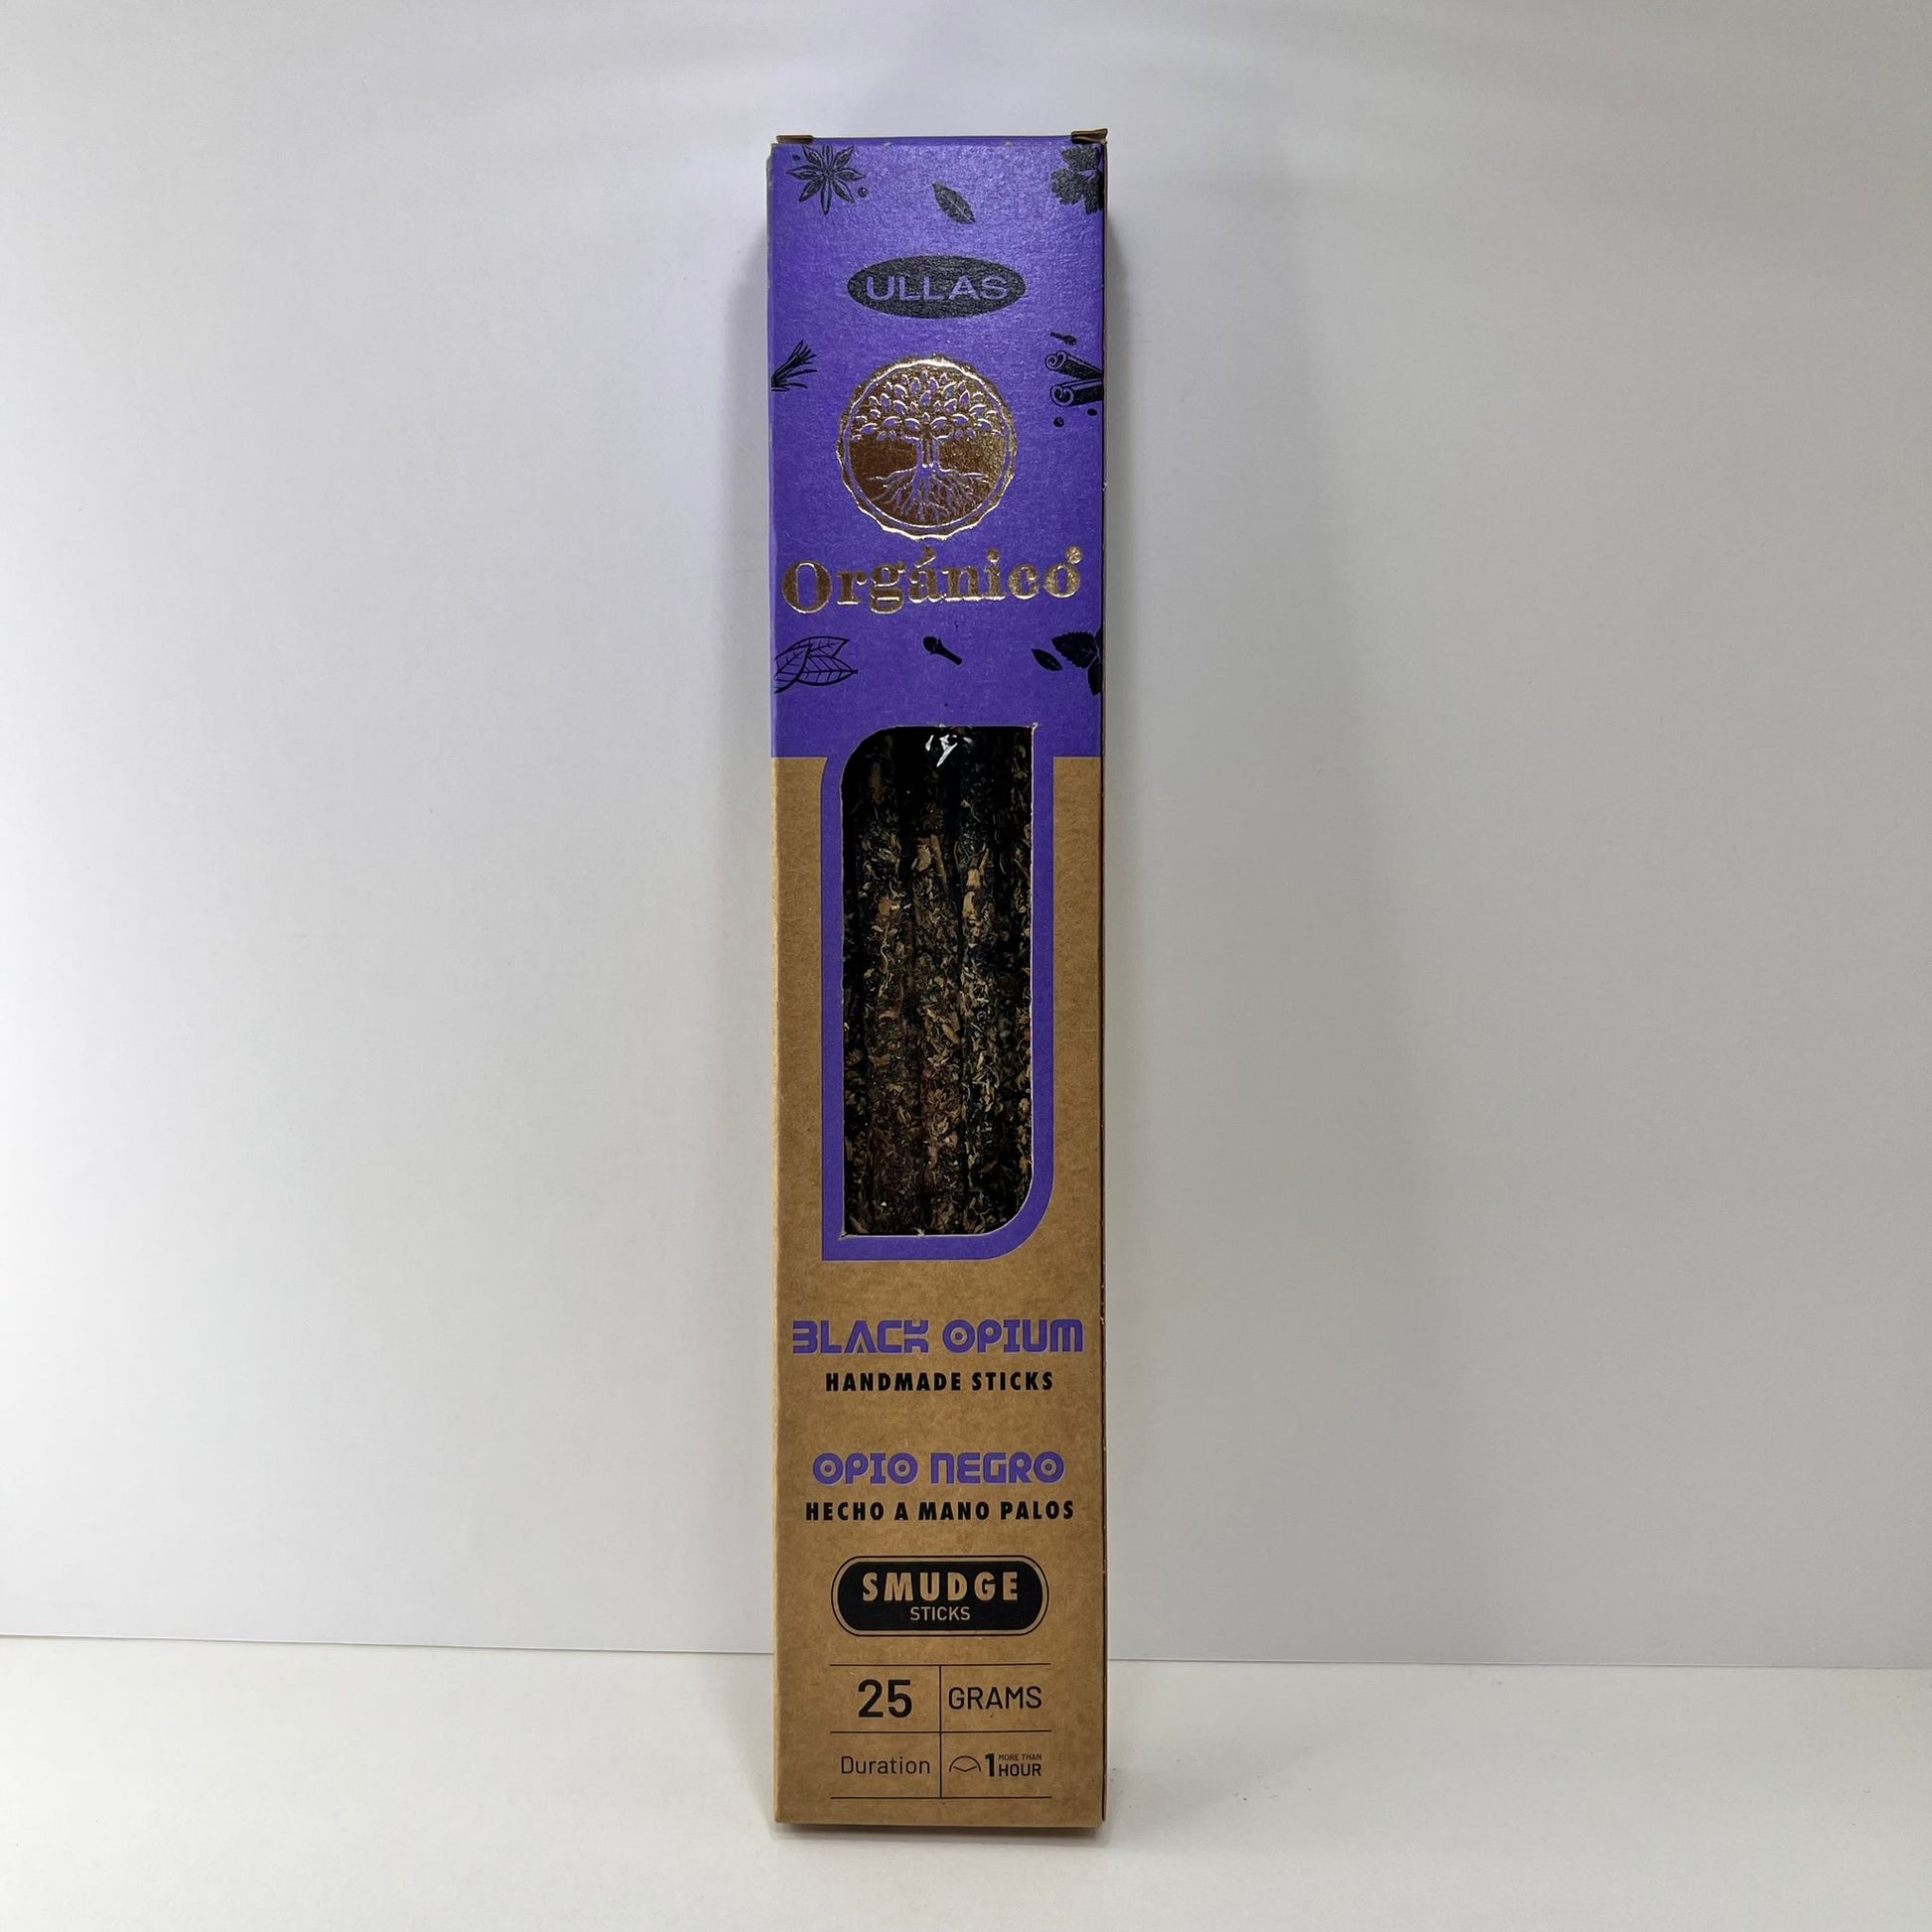 ULLAS
Orgánico
BLACK OPIUM
HANDMADE STICKS
OPIO NEGRO
HECHO A MANO PALOS
SMUDGE
STICKS
25 GRAMS
Duration 1 MORE THAN HOUR